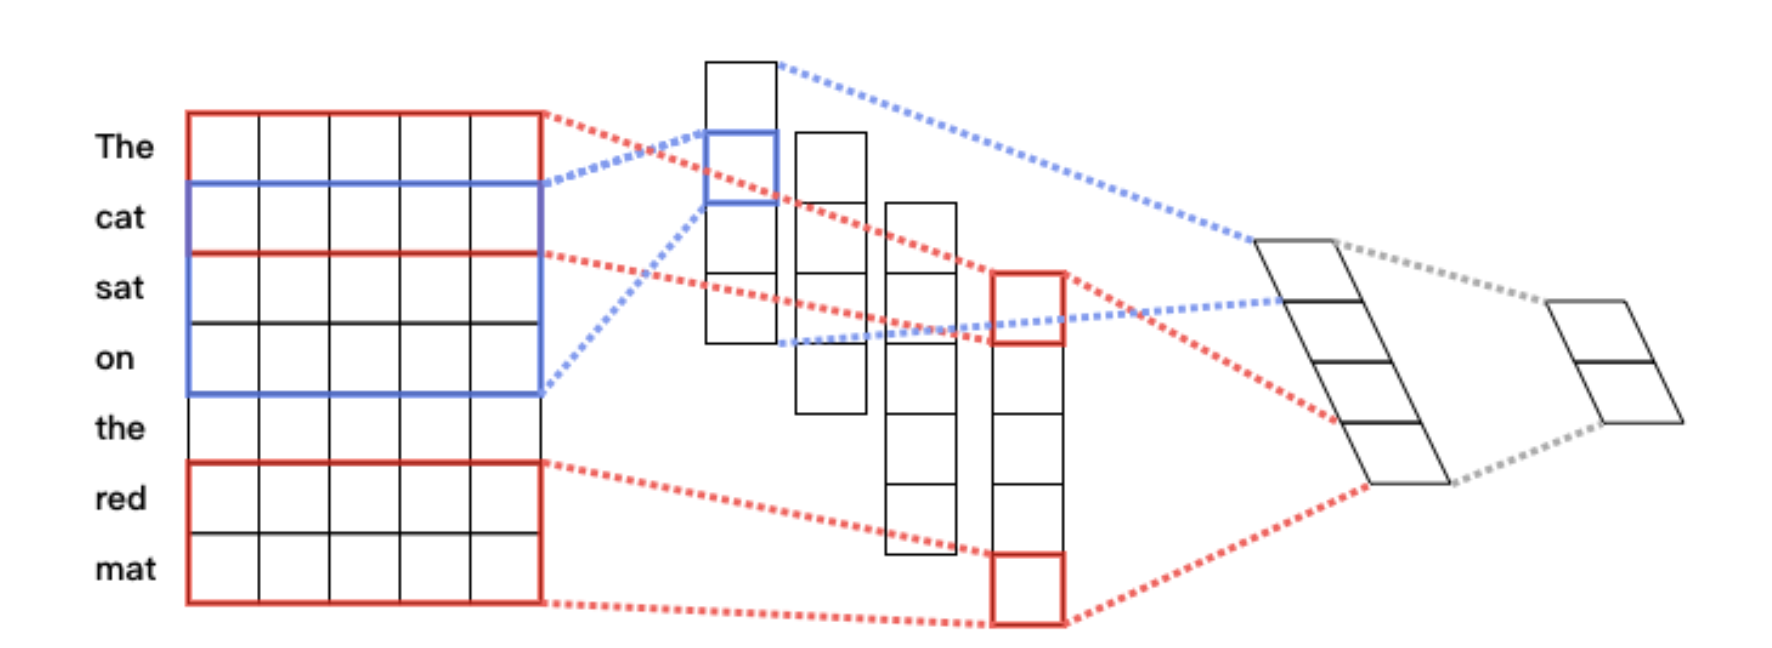 The
cat
sat
on
the
red
mat